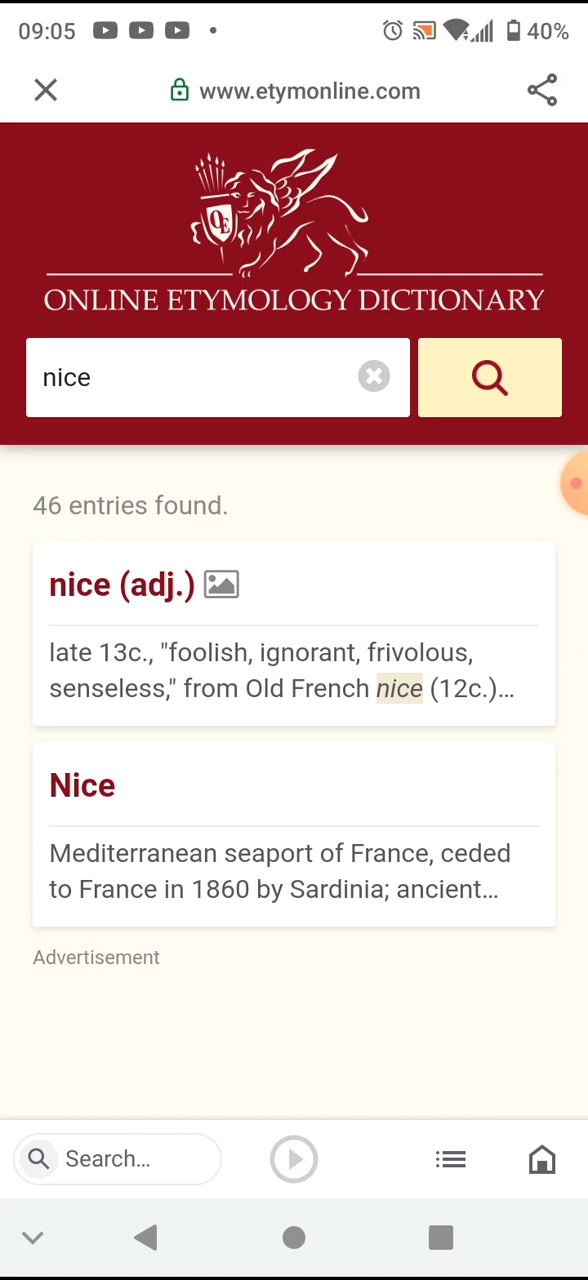 09:05 40%
www.etymonline.com
OE
ONLINE ETYMOLOGY DICTIONARY
nice
46 entries found.
nice (adj.)
late 13c., "foolish, ignorant, frivolous,
senseless," from Old French nice (12c.)...
Nice
Mediterranean seaport of France, ceded
to France in 1860 by Sardinia; ancient...
Advertisement
Search...